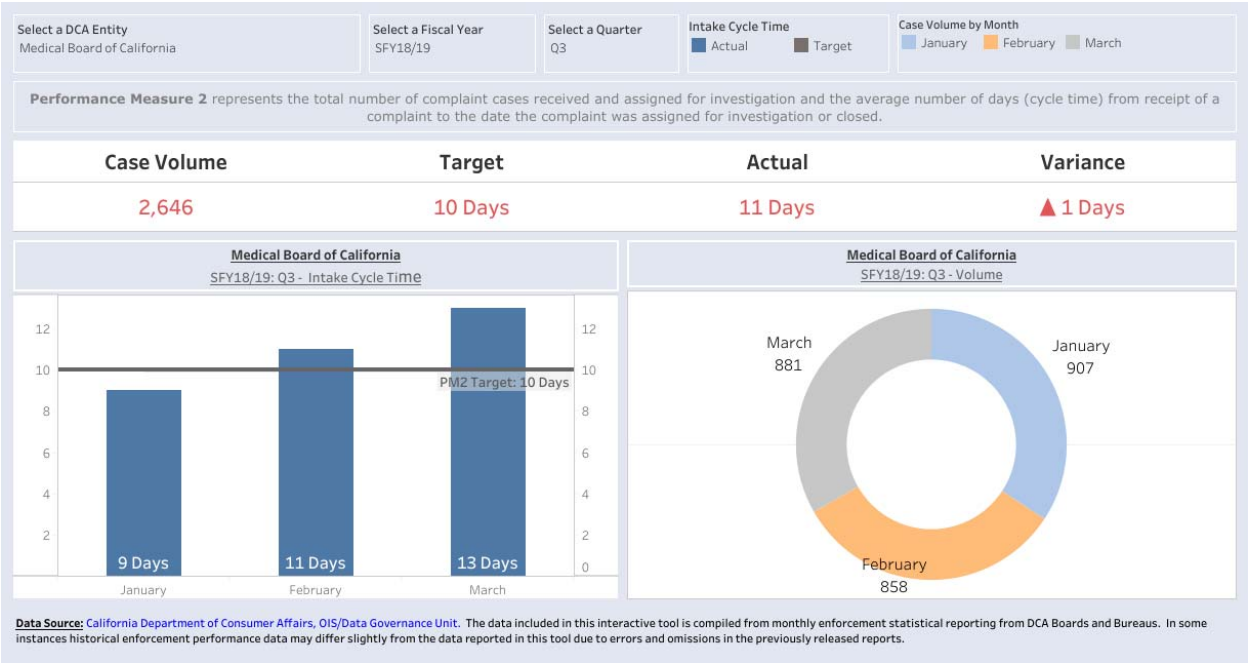 Select a DCA Entity
Medical Board of California
Select a Fiscal Year
SFY18/19
Select a Quarter
Q3
Intake Cycle Time
Actual
Target
Case Volume by Month
January
February
March
Performance Measure 2 represents the total number of complaint cases received and assigned for investigation and the average number of days (cycle time) from receipt of a
complaint to the date the complaint was assigned for investigation or closed.
Case Volume
Target
Actual
Variance
2,646
10 Days
11 Days
▲ 1 Days
Medical Board of California
SFY18/19: Q3 - Intake Cycle Time
12
10
8
6
4
2
12
10
8
6
4
2
0
PM2 Target: 10 Days
9 Days
11 Days
13 Days
January
February
March
Medical Board of California
SFY18/19: Q3 - Volume
March
881
January
907
February
858
Data Source: California Department of Consumer Affairs, OIS/Data Governance Unit. The data included in this interactive tool is compiled from monthly enforcement statistical reporting from DCA Boards and Bureaus. In some
instances historical enforcement performance data may differ slightly from the data reported in this tool due to errors and omissions in the previously released reports.